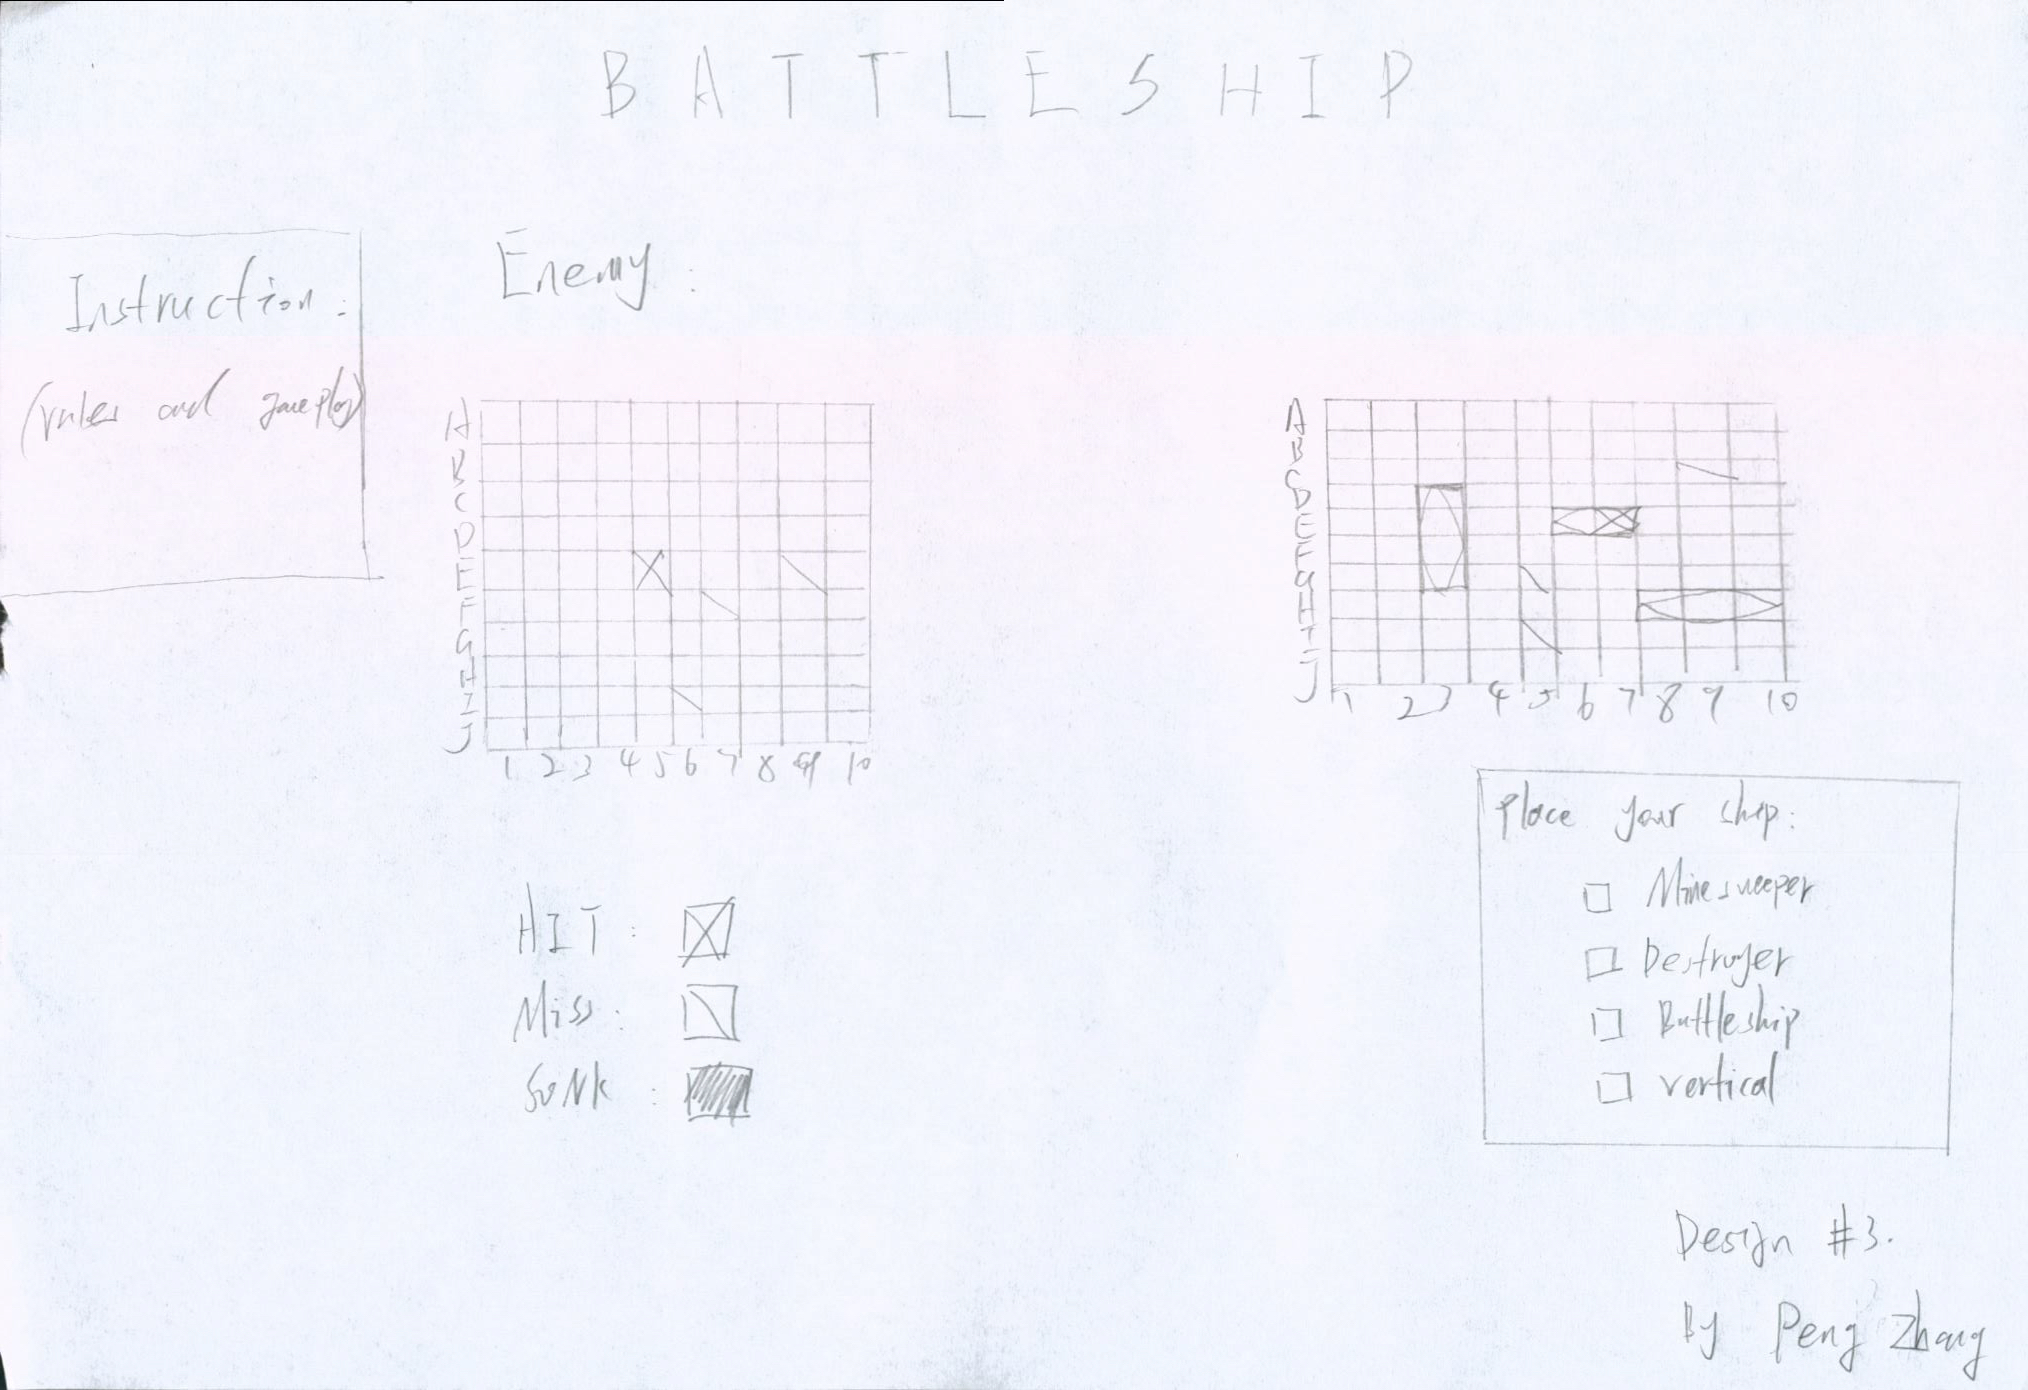 BATTLESHIP
Instruction:
(rules and gameplay)
Enemy:
A
B
C
D
E
F
G
H
I
J
1 2 3 4 5 6 7 8 9 10
A
B
C
D
E
F
G
H
I
J
1 2 3 4 5 6 7 8 9 10
HIT:
Miss:
SUNK:
Place your ship:
Minesweeper
Destroyer
Battleship
vertical
Design #3.
By Peng Zhang